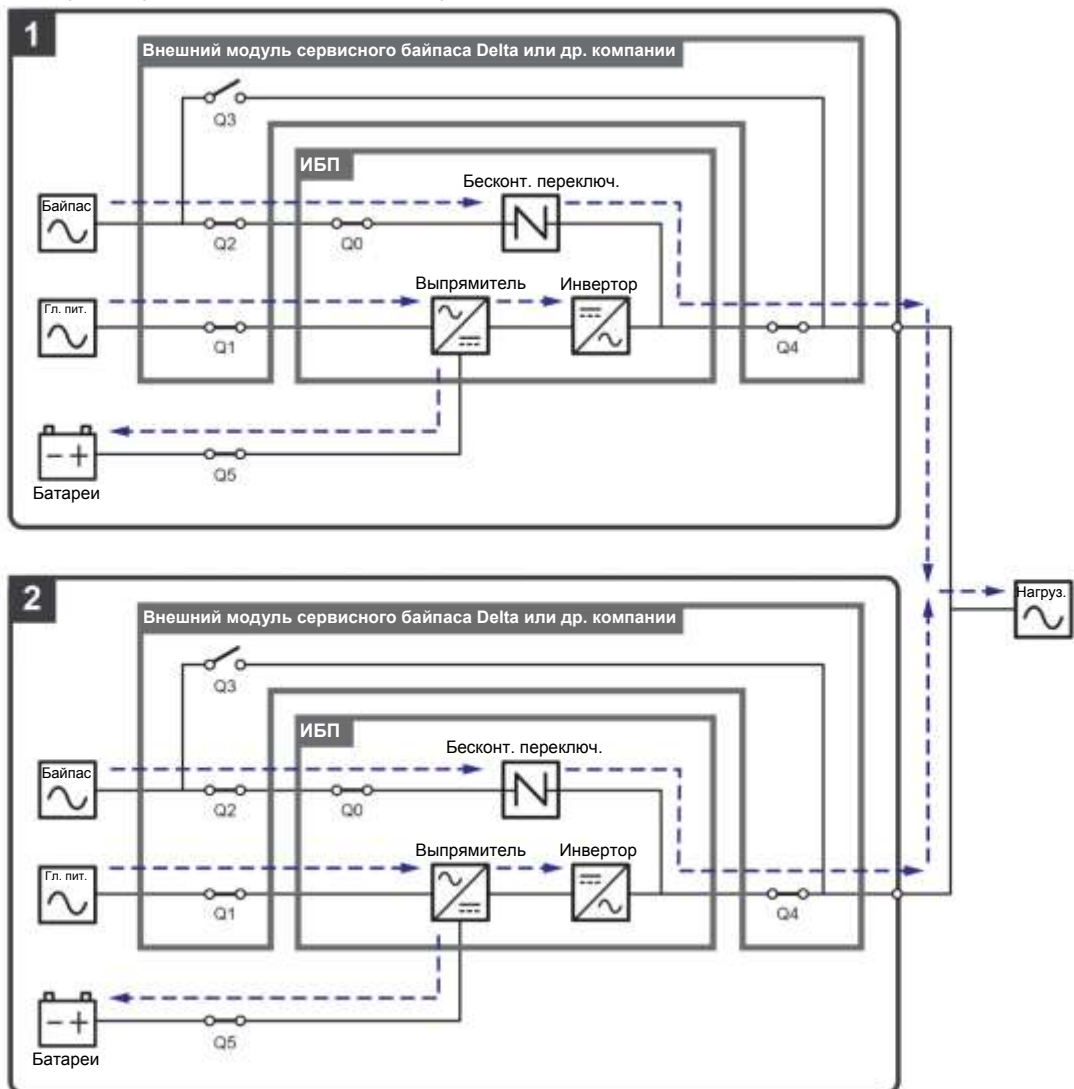 1
Внешний модуль сервисного байпаса Delta или др. компании
Q3
ИБП
Бесконт. переключ.
Байпас
Q2
Q0
Выпрямитель
Инвертор
Гл. пит.
Q1
Q4
Q5
Батареи
2
Внешний модуль сервисного байпаса Delta или др. компании
Нагруз.
Q3
ИБП
Бесконт. переключ.
Байпас
Q2
Q0
Выпрямитель
Инвертор
Гл. пит.
Q1
Q4
Q5
Батареи